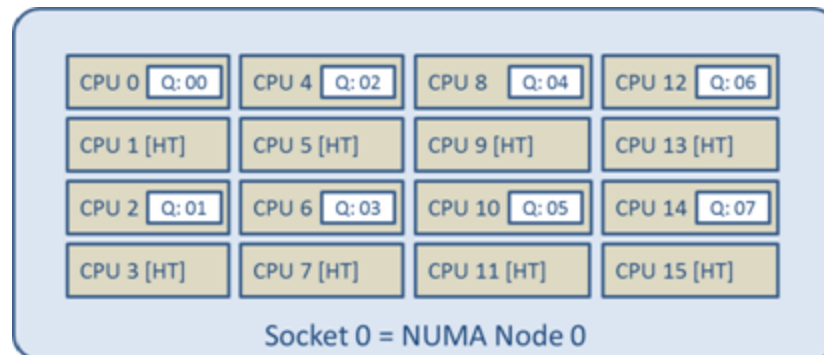 CPU 0 Q: 00 CPU 4 Q: 02 CPU 8 Q: 04 CPU 12 Q: 06
CPU 1 [HT] CPU 5 [HT] CPU 9 [HT] CPU 13 [HT]
CPU 2 Q: 01 CPU 6 Q: 03 CPU 10 Q: 05 CPU 14 Q: 07
CPU 3 [HT] CPU 7 [HT] CPU 11 [HT] CPU 15 [HT]
Socket 0 = NUMA Node 0